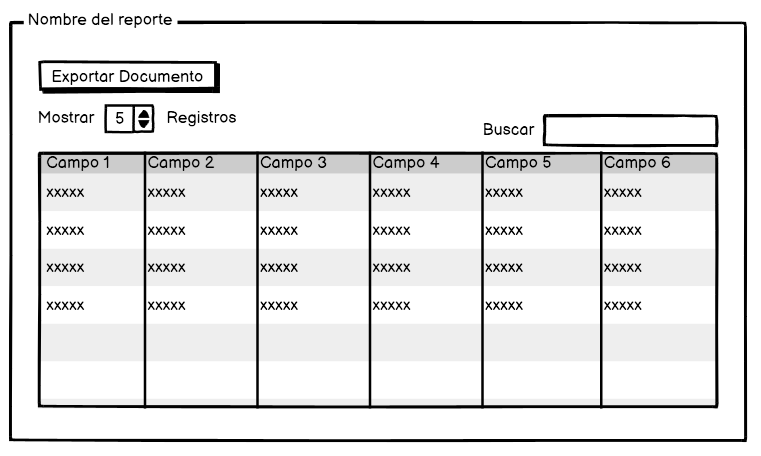 Nombre del reporte
Exportar Documento
Mostrar 5 Registros
Buscar
Campo 1 Campo 2 Campo 3 Campo 4 Campo 5 Campo 6
xxxxx xxxxx xxxxx xxxxx xxxxx xxxxx
xxxxx xxxxx xxxxx xxxxx xxxxx xxxxx
xxxxx xxxxx xxxxx xxxxx xxxxx xxxxx
xxxxx xxxxx xxxxx xxxxx xxxxx xxxxx